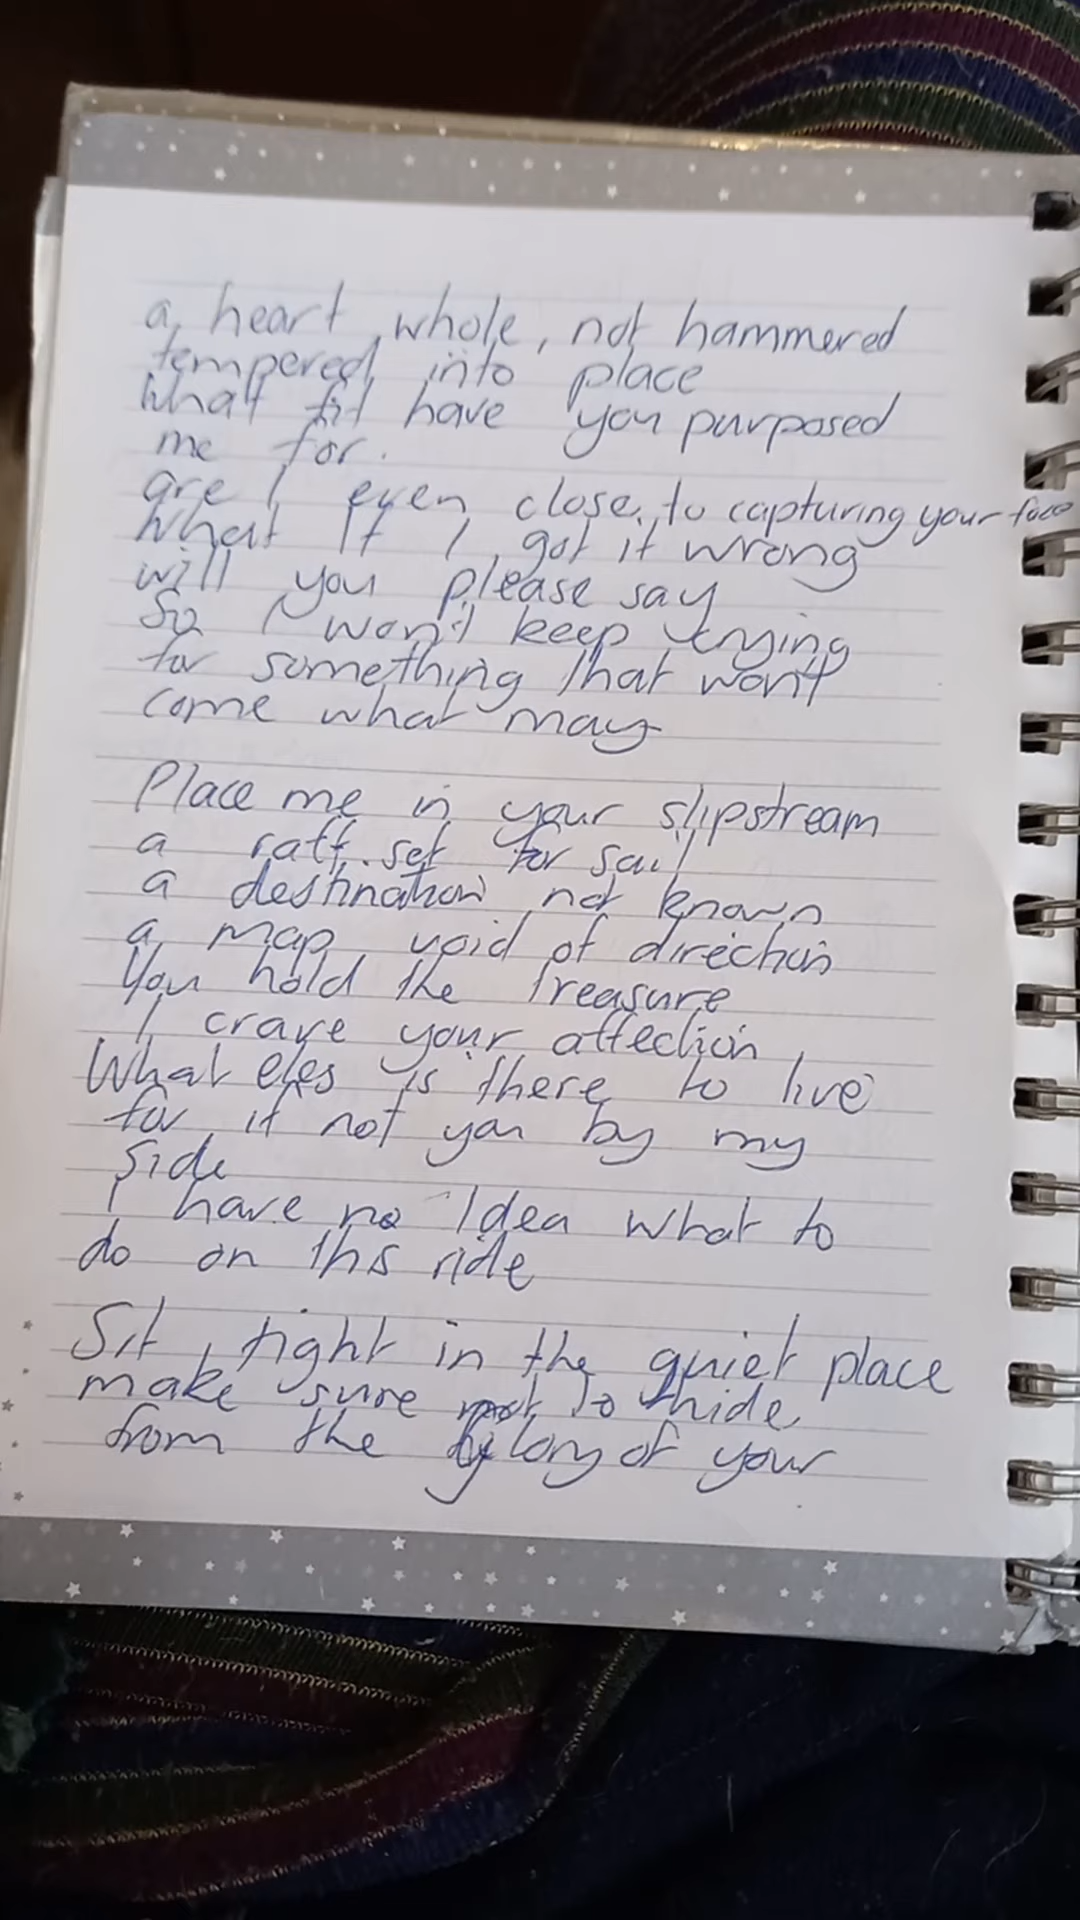 a heart whole, not hammered
tempered into place
what fit have you purposed
me for.
are I even close to capturing your face
what if I got it wrong
will you please say
So I won't keep trying
for something that won't
come what may
Place me in your slipstream
a raft set for sail
a destination not known
a map void of direction
You hold the treasure
I crave your affection
What eles is there to live
for if not you by my
side
I have no Idea what to
do on this ride
Sit tight in the quiet place
make sure not to hide
from the glory of your